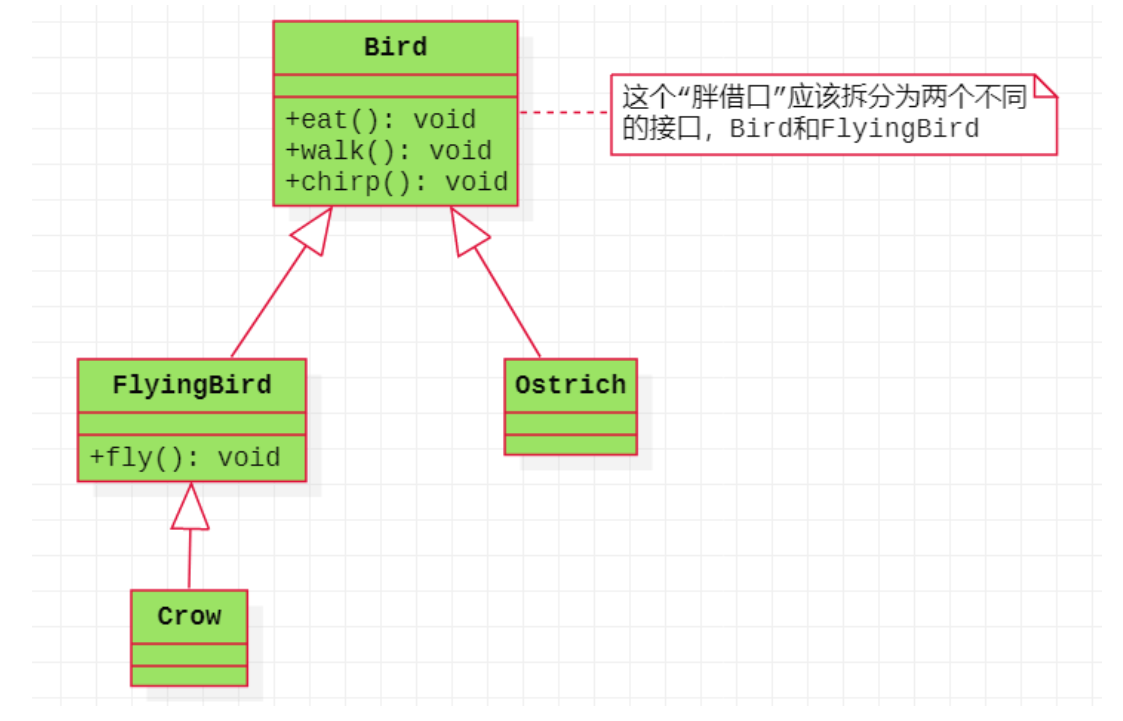 Bird
+eat(): void
+walk(): void
+chirp(): void
这个“胖借口”应该拆分为两个不同
的接口，Bird和FlyingBird
FlyingBird
+fly(): void
Ostrich
Crow